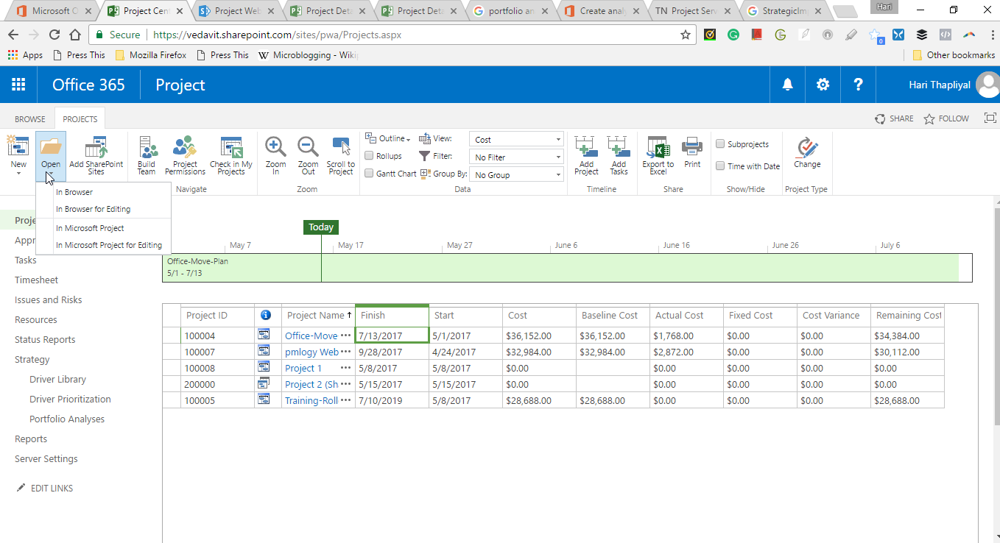 Hari
Microsoft O
Project Cent
Project Web
Project Deta
Project Deta
portfolio an
Create analy
TN Project Serv
StrategicIm
Secure https://vedavit.sharepoint.com/sites/pwa/Projects.aspx
Apps Press This Mozilla Firefox Press This W Microblogging - Wiki Other bookmarks
Office 365 Project ? Hari Thapliyal
BROWSE PROJECTS SHARE FOLLOW
New
Open
Add SharePoint
Sites
Build
Team
Project
Permissions
Check in My
Projects
Navigate
Zoom
In
Zoom
Out
Scroll to
Project
Zoom
Outline View: Cost
Rollups Filter: No Filter
Gantt Chart Group By: No Group
Data
Add
Project
Add
Tasks
Timeline
Export to
Excel
Print
Share
Subprojects
Time with Date
Show/Hide
Change
Project Type
In Browser
In Browser for Editing
In Microsoft Project
In Microsoft Project for Editing
Proje
Appr
Tasks
Timesheet
Issues and Risks
Resources
Status Reports
Strategy
Driver Library
Driver Prioritization
Portfolio Analyses
Reports
Server Settings
EDIT LINKS
Today
May 7 May 17 May 27 June 6 June 16 June 26 July 6
Office-Move-Plan
5/1 - 7/13
Project ID Project Name Finish Start Cost Baseline Cost Actual Cost Fixed Cost Cost Variance Remaining Cost
100004 Office-Move ••• 7/13/2017 5/1/2017 $36,152.00 $36,152.00 $1,768.00 $0.00 $0.00 $34,384.00
100007 pmlogy Web ••• 9/28/2017 4/24/2017 $32,984.00 $32,984.00 $2,872.00 $0.00 $0.00 $30,112.00
100008 Project 1 ••• 5/8/2017 5/8/2017 $0.00 $0.00 $0.00 $0.00 $0.00
200000 Project 2 (Sh ••• 5/15/2017 5/15/2017 $0.00 $0.00 $0.00 $0.00 $0.00
100005 Training-Roll ••• 7/10/2019 5/8/2017 $28,688.00 $28,688.00 $0.00 $0.00 $0.00 $28,688.00